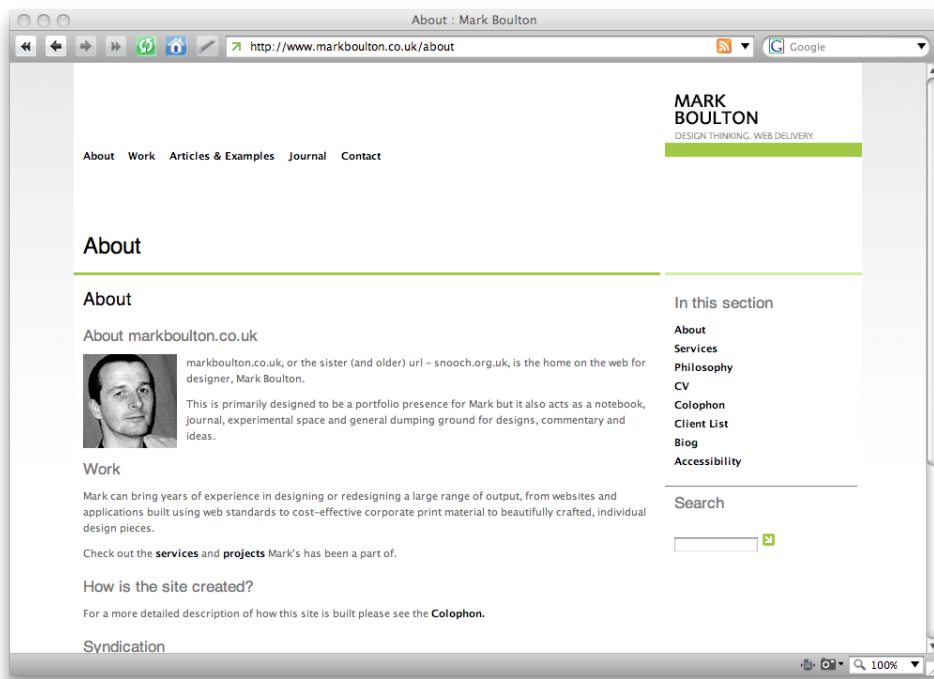 About : Mark Boulton
http://www.markboulton.co.uk/about
G Google
MARK
BOULTON
DESIGN THINKING. WEB DELIVERY.
About Work Articles & Examples Journal Contact
About
About
About markboulton.co.uk
markboulton.co.uk, or the sister (and older) url – snooch.org.uk, is the home on the web for
designer, Mark Boulton.
This is primarily designed to be a portfolio presence for Mark but it also acts as a notebook,
journal, experimental space and general dumping ground for designs, commentary and
ideas.
Work
Mark can bring years of experience in designing or redesigning a large range of output, from websites and
applications built using web standards to cost-effective corporate print material to beautifully crafted, individual
design pieces.
Check out the services and projects Mark's has been a part of.
How is the site created?
For a more detailed description of how this site is built please see the Colophon.
Syndication
In this section
About
Services
Philosophy
CV
Colophon
Client List
Blog
Accessibility
Search
100%